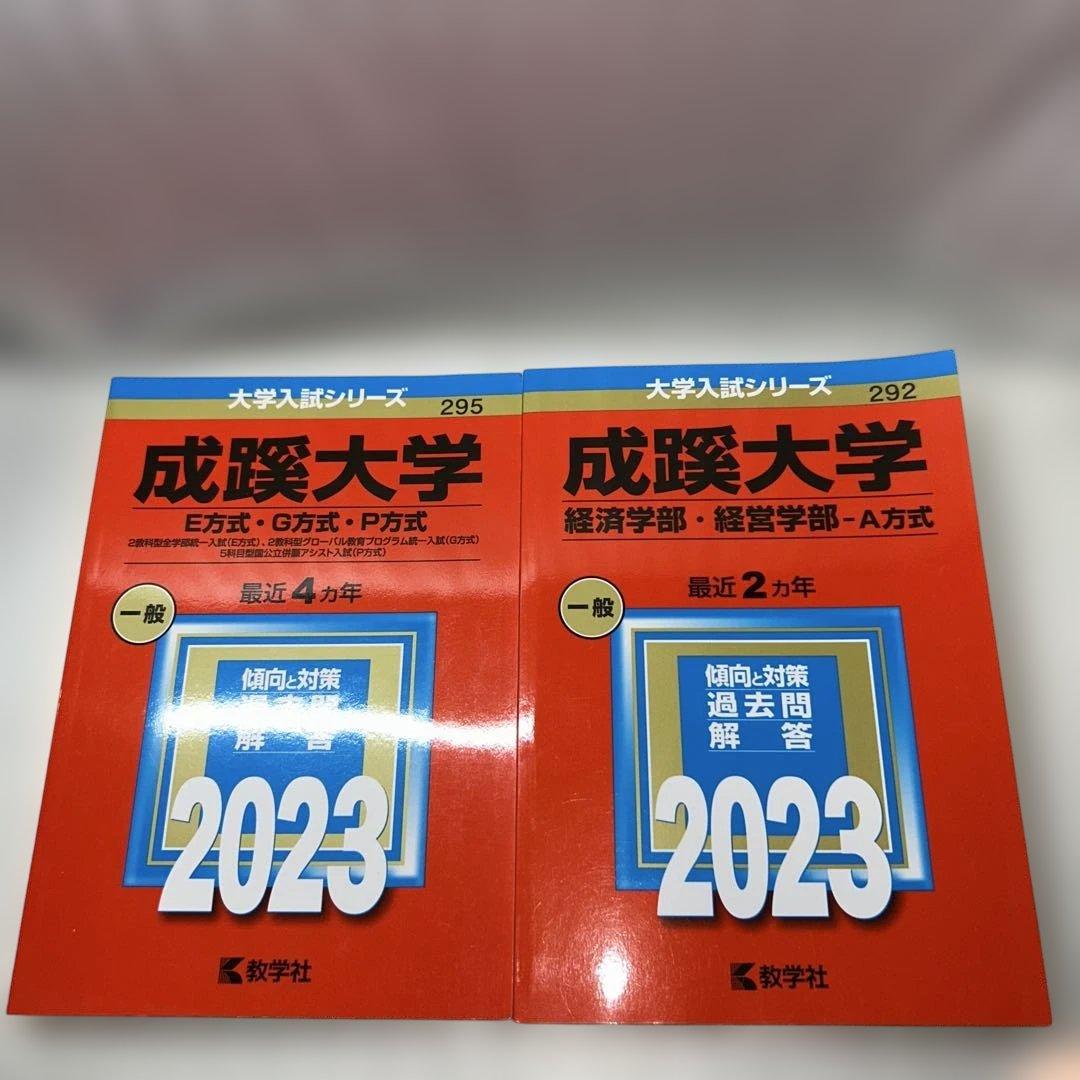 大学入試シリーズ
295
成蹊大学
E方式・G方式・P方式
2教科型全学部統一入試(E方式)、2教科型グローバル教育プログラム統一入試(G方式)
5科目型国公立併願アシスト入試(P方式)
最近4カ年
一般
傾向と対策
過去問
解答
2023
教学社
大学入試シリーズ
292
成蹊大学
経済学部・経営学部-A方式
最近2カ年
一般
傾向と対策
過去問
解答
2023
教学社